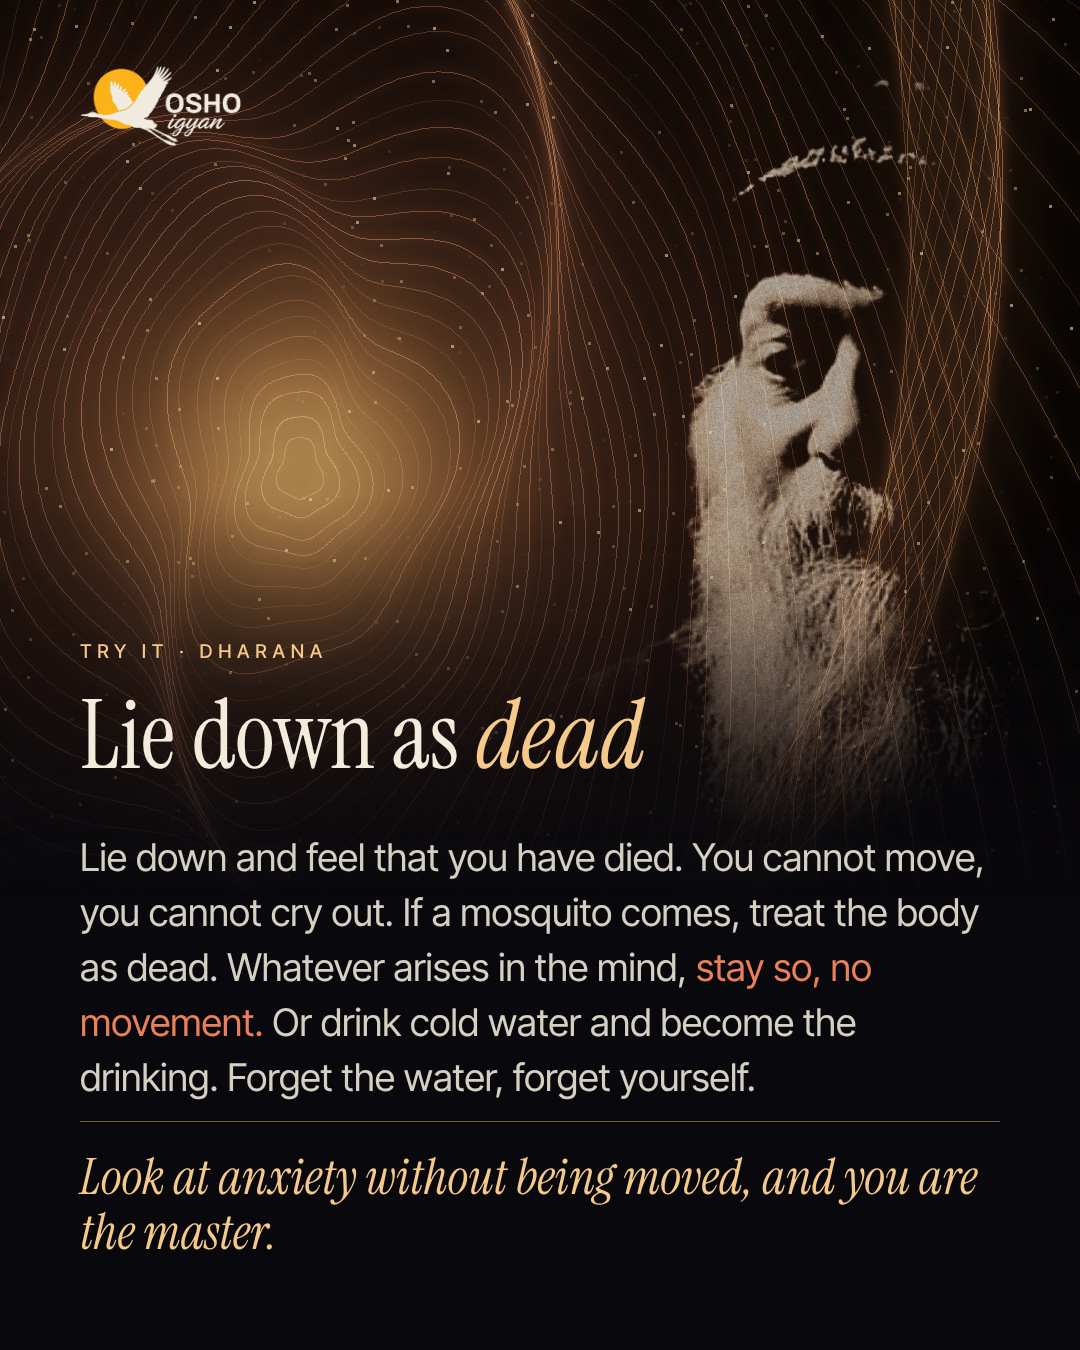 OSHO
igyan
TRY IT · DHARANA
Lie down as dead
Lie down and feel that you have died. You cannot move,
you cannot cry out. If a mosquito comes, treat the body
as dead. Whatever arises in the mind, stay so, no
movement. Or drink cold water and become the
drinking. Forget the water, forget yourself.
Look at anxiety without being moved, and you are
the master.